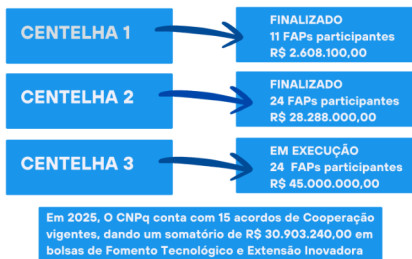 CENTELHA 1
FINALIZADO
11 FAPs participantes
R$ 2.608.100,00
CENTELHA 2
FINALIZADO
24 FAPs participantes
R$ 28.288.000,00
CENTELHA 3
EM EXECUÇÃO
24 FAPs participantes
R$ 45.000.000,00
Em 2025, O CNPq conta com 15 acordos de Cooperação
vigentes, dando um somatório de R$ 30.903.240,00 em
bolsas de Fomento Tecnológico e Extensão Inovadora